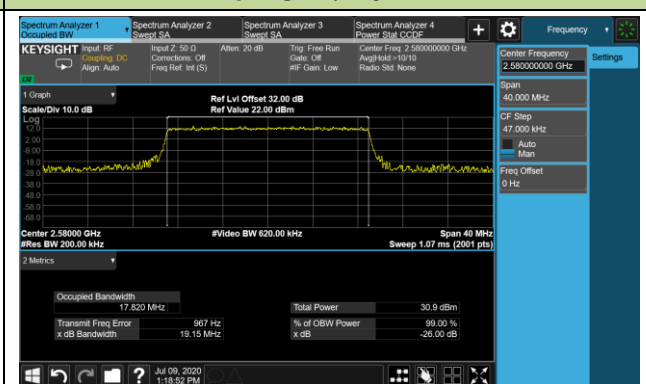 Spectrum Analyzer 1
Occupied BW
Spectrum Analyzer 2
Swept SA
Spectrum Analyzer 3
Swept SA
Spectrum Analyzer 4
Power Stat CCDF
Frequency
KEYSIGHT
Input: RF
Coupling: DC
Align: Auto
Input Z: 50 Ω
Corrections: Off
Freq Ref: Int (S)
Atten: 20 dB
Trig: Free Run
Gate: Off
#IF Gain: Low
Center Freq: 2.580000000 GHz
Avg|Hold:>10/10
Radio Std: None
Center Frequency
2.580000000 GHz
Settings
Span
40.000 MHz
CF Step
47.000 kHz
Auto
Man
Freq Offset
0 Hz
1 Graph
Scale/Div 10.0 dB
Ref Lvl Offset 32.00 dB
Ref Value 22.00 dBm
Log
12.0
2.00
-8.00
-18.0
-28.0
-38.0
-48.0
-58.0
-68.0
Center 2.58000 GHz
#Res BW 200.00 kHz
#Video BW 620.00 kHz
Span 40 MHz
Sweep 1.07 ms (2001 pts)
2 Metrics
Occupied Bandwidth
17.820 MHz
Total Power 30.9 dBm
Transmit Freq Error 967 Hz
% of OBW Power 99.00 %
x dB Bandwidth 19.15 MHz
x dB -26.00 dB
Jul 09, 2020
1:18:52 PM